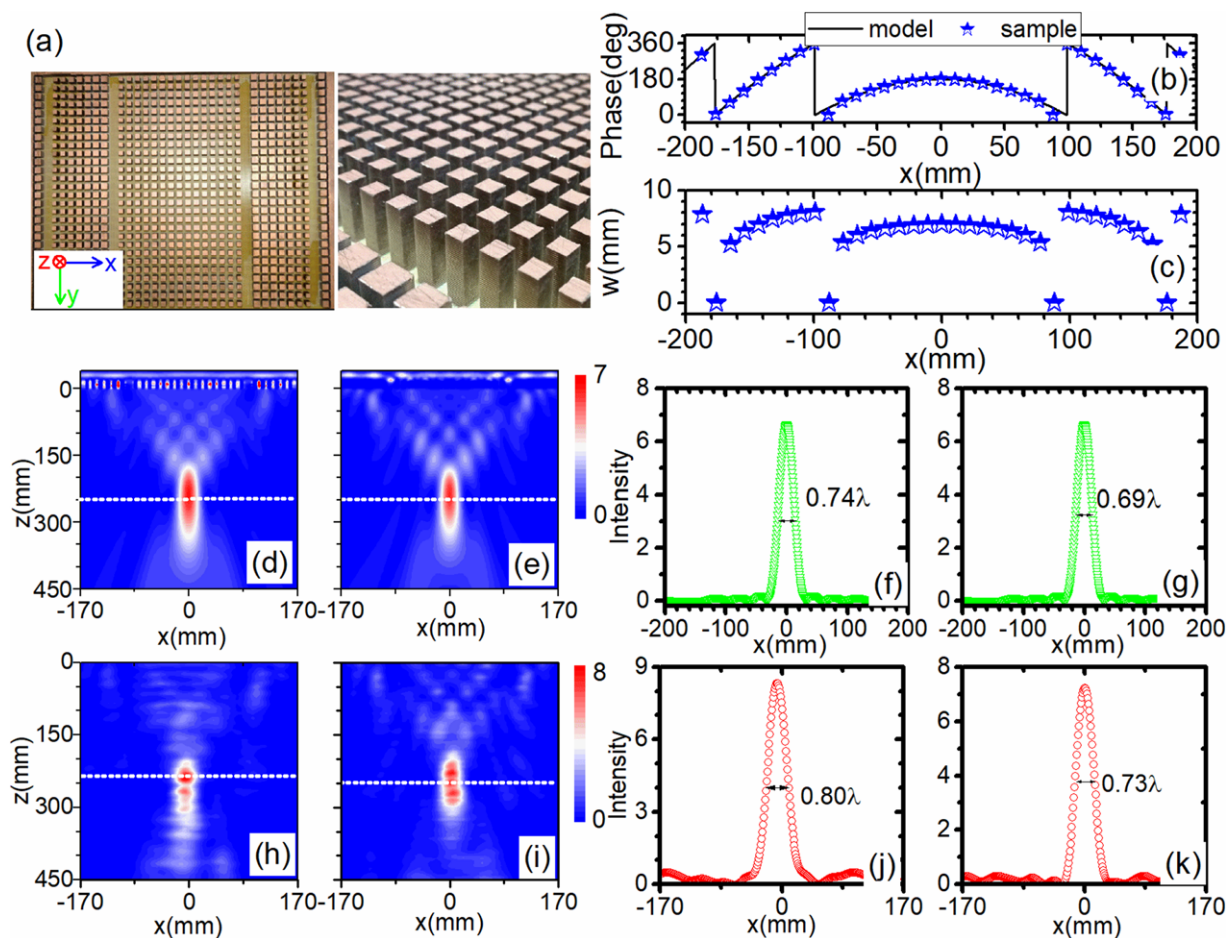 (a)
z
x
y
Phase(deg)
360
180
0
model
sample
(b)
-200 -150 -100 -50 0 50 100 150 200
x(mm)
w(mm)
10
5
0
(c)
-200 -100 0 100 200
x(mm)
z(mm)
0
150
300
450
(d)
-170 0 170
x(mm)
(e)
-170 0 170
x(mm)
7
0
Intensity
8
6
4
2
0
0.74λ
(f)
-200 -100 0 100 200
x(mm)
8
6
4
2
0
0.69λ
(g)
-200 -100 0 100 200
x(mm)
z(mm)
0
150
300
450
(h)
-170 0 170
x(mm)
(i)
-170 0 170
x(mm)
8
0
Intensity
9
6
3
0
0.80λ
(j)
-170 0 170
x(mm)
8
6
4
2
0
0.73λ
(k)
-170 0 170
x(mm)